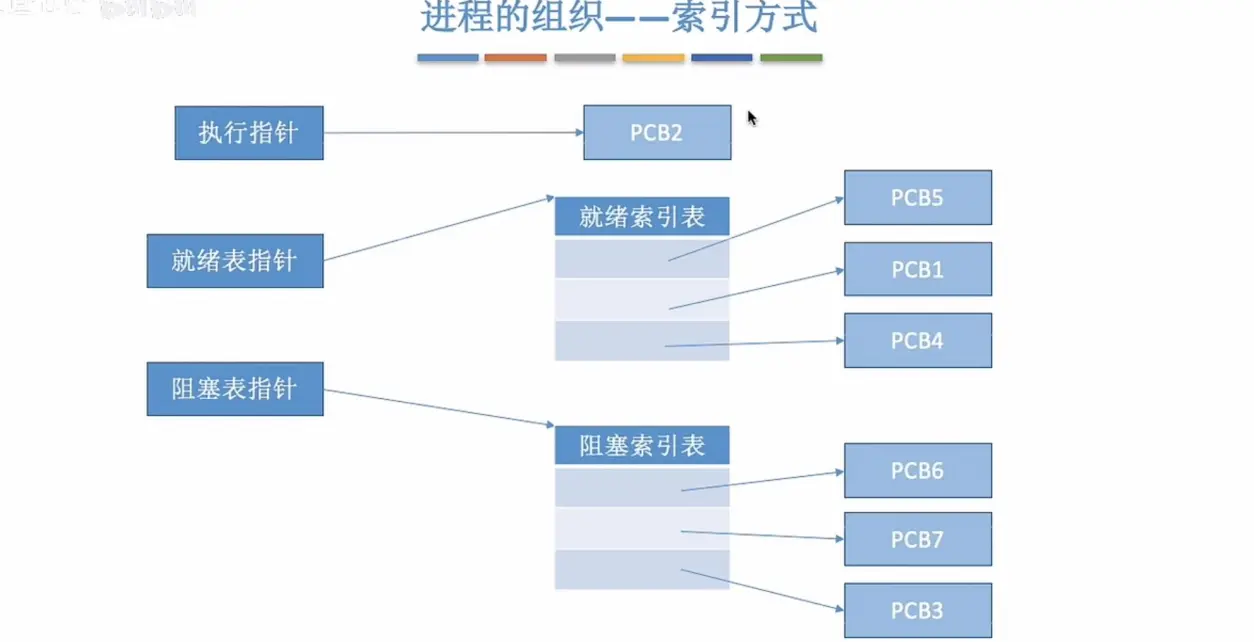 进程的组织——索引方式
执行指针
PCB2
就绪表指针
就绪索引表
PCB5
PCB1
PCB4
阻塞表指针
阻塞索引表
PCB6
PCB7
PCB3